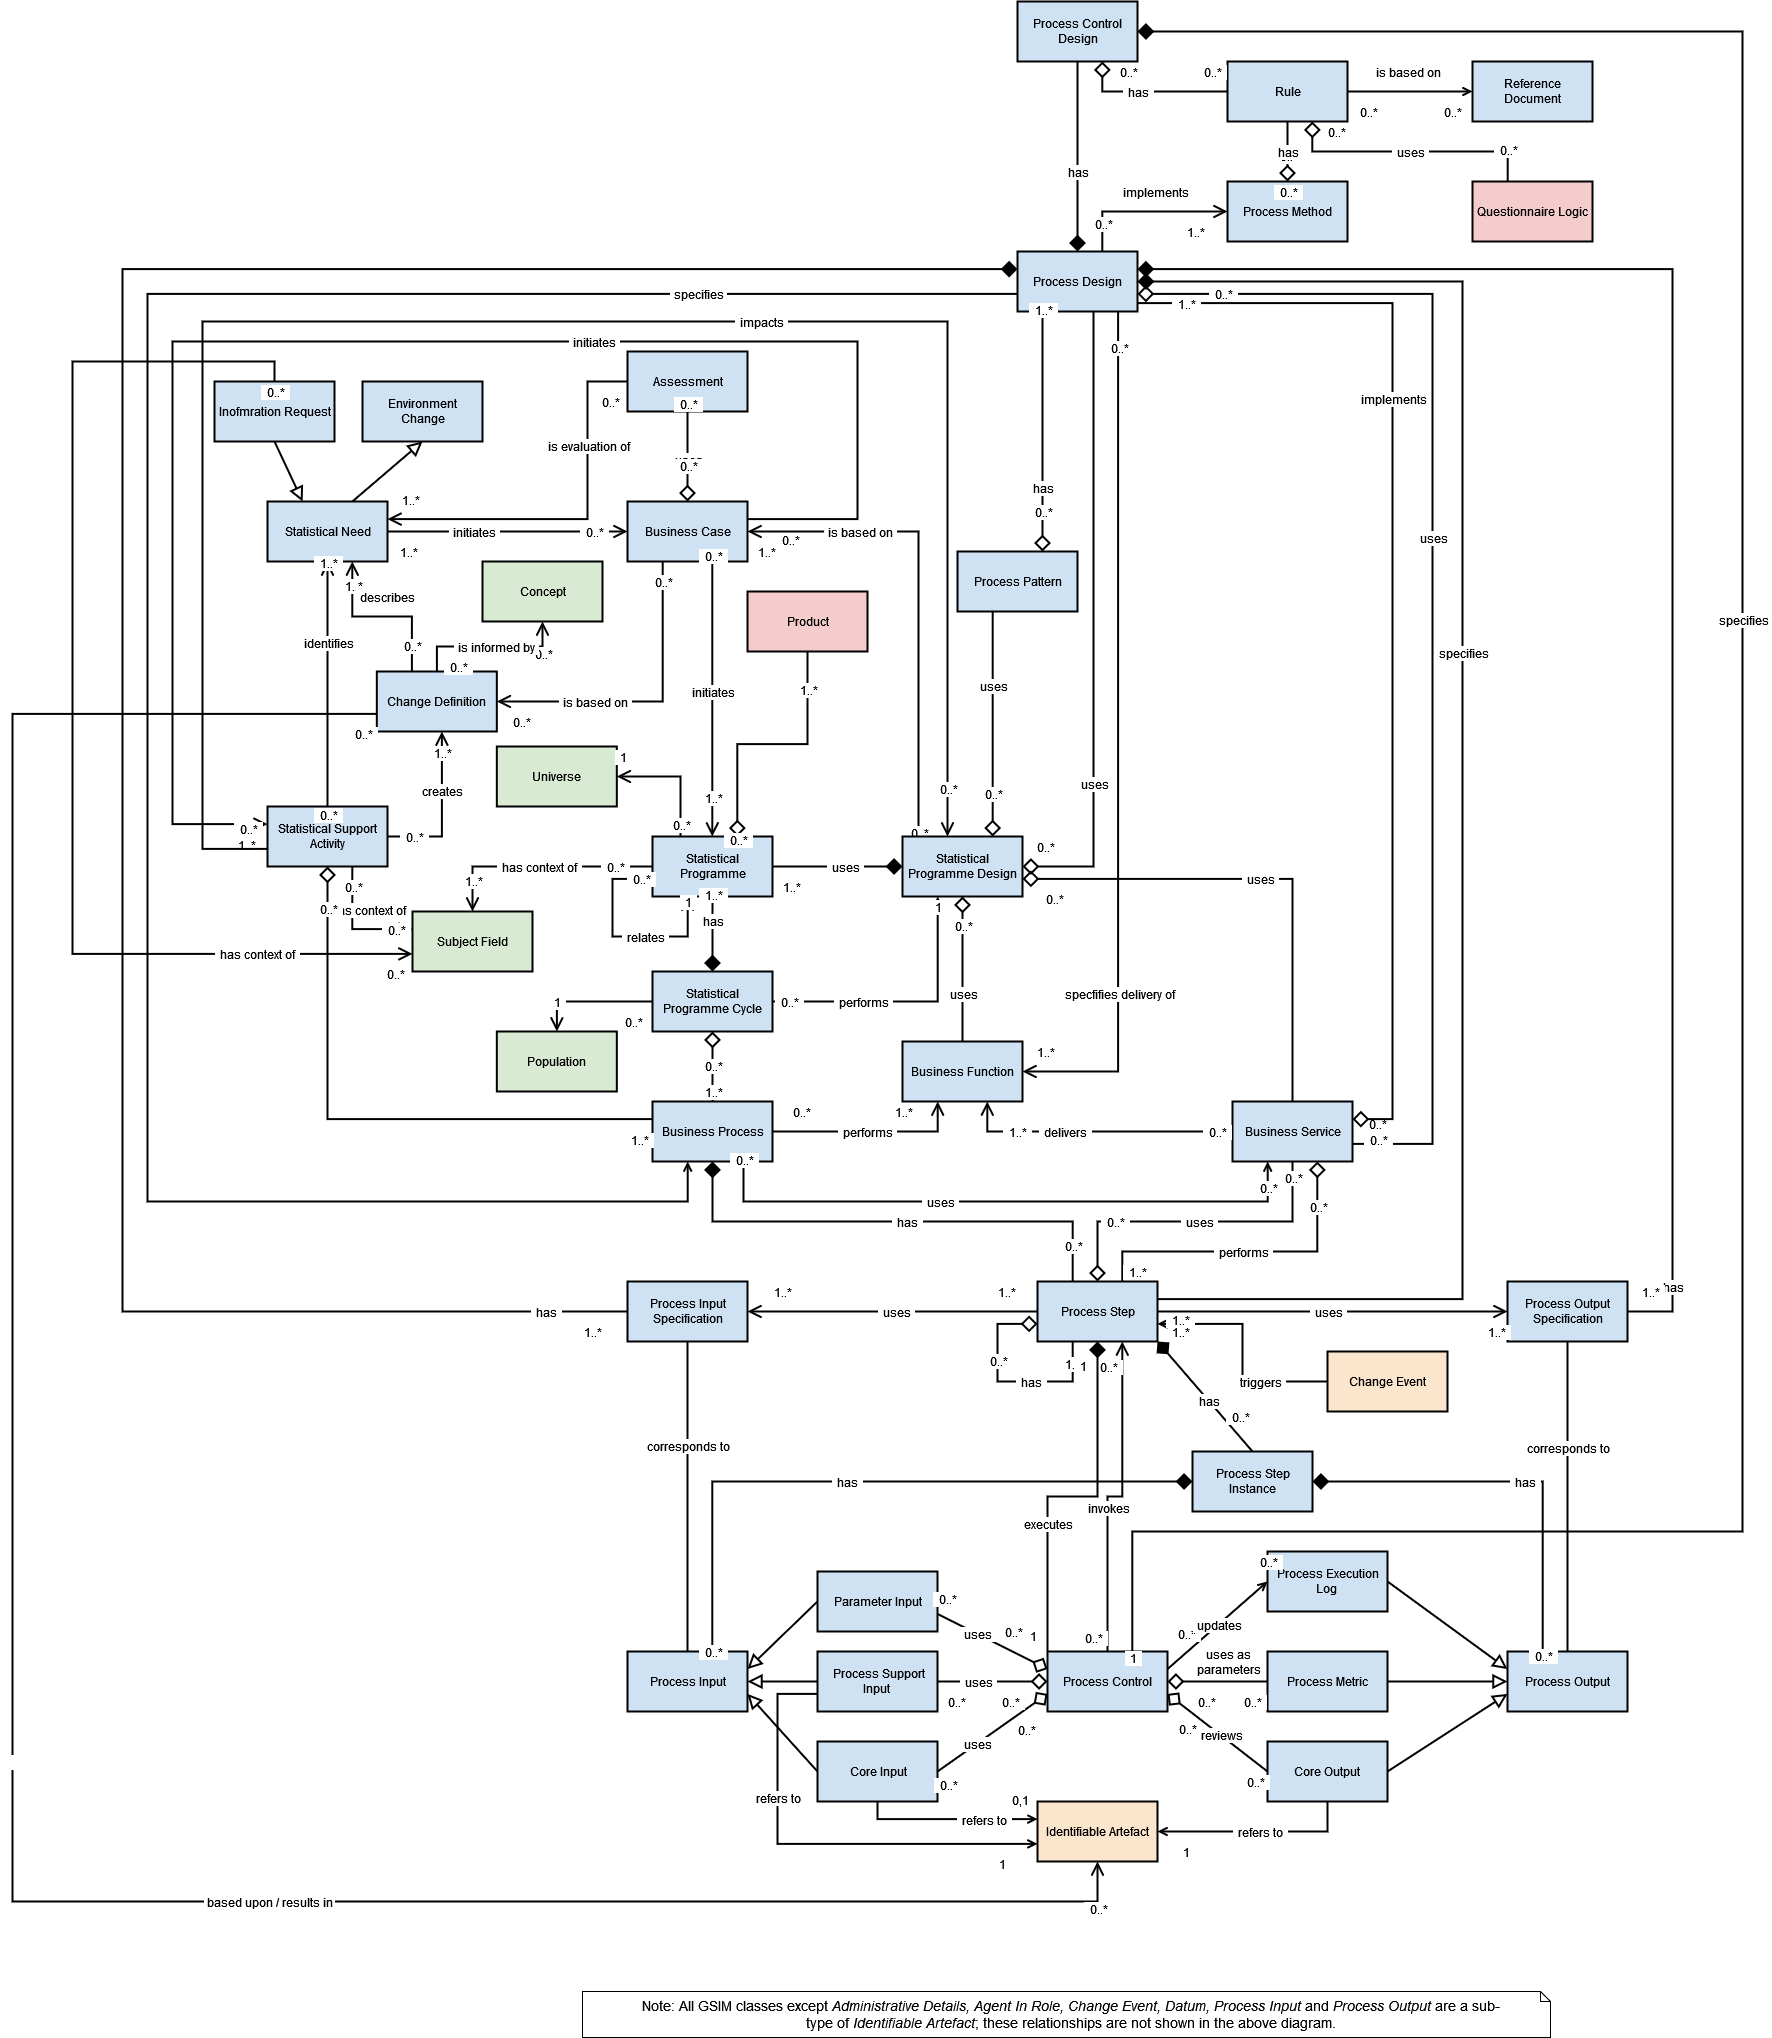 Process Control
Design
0..*
0..*
has
Rule
is based on
0..*
0..*
Reference
Document
0..*
has
uses
0..*
has
implements
0..*
1..*
0..*
Process Method
Questionnaire Logic
Process Design
specifies
0..*
1..*
1..*
0..*
impacts
initiates
0..*
Inofmration Request
Environment
Change
Assessment
0..*
0..*
is evaluation of
0..*
implements
has
0..*
1..*
Statistical Need
initiates
0..*
1..*
Business Case
0..*
1..*
is based on
uses
1..*
1..*
describes
0..*
0..*
Concept
Process Pattern
Product
specifies
specifies
identifies
0..*
is informed by
0..*
0..*
uses
1..*
initiates
Change Definition
is based on
0..*
0..*
1..*
creates
Universe
1
uses
0..*
0..*
1..*
0..*
0..*
Statistical Support
Activity
0..*
1..*
0..*
0..*
0..*
0..*
Statistical
Programme
uses
1..*
Statistical
Programme Design
0..*
0..*
uses
has context of
0..*
1..*
0..*
0..*
0..*
0..*
is context of
Subject Field
1
1..*
has
relates
1
0..*
has context of
0..*
Statistical
Programme Cycle
0..*
performs
uses
specfifies delivery of
1
0..*
Population
0..*
1..*
Business Function
1..*
Business Process
1..*
0..*
performs
1..*
1..*
delivers
0..*
Business Service
0..*
0..*
0..*
uses
0..*
0..*
0..*
has
0..*
0..*
uses
performs
1..*
Process Input
Specification
has
1..*
1..*
uses
1..*
Process Step
uses
1..*
Process Output
Specification
1..*
has
1..*
1..*
0..*
has
1
0..*
triggers
Change Event
has
0..*
corresponds to
corresponds to
has
Process Step
Instance
has
executes
invokes
0..*
Process Execution
Log
Parameter Input
0..*
uses
0..*
1
0..*
1
0..*
updates
0..*
0..*
Process Input
Process Support
Input
uses
0..*
0..*
Process Control
uses as
parameters
0..*
0..*
Process Metric
Process Output
0..*
uses
0..*
reviews
Core Input
0..*
0..*
Core Output
refers to
0,1
refers to
Identifiable Artefact
refers to
1
1
based upon / results in
0..*
Note: All GSIM classes except Administrative Details, Agent In Role, Change Event, Datum, Process Input and Process Output are a sub-
type of Identifiable Artefact; these relationships are not shown in the above diagram.